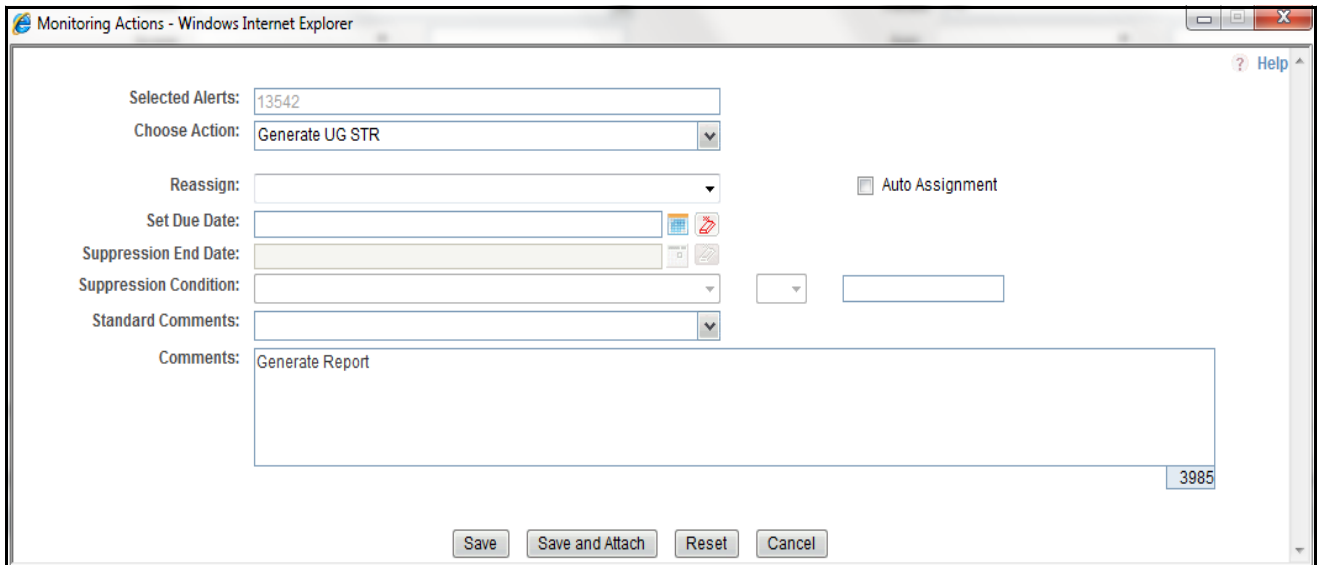 Monitoring Actions - Windows Internet Explorer
? Help
Selected Alerts: 13542
Choose Action: Generate UG STR
Reassign: Auto Assignment
Set Due Date:
Suppression End Date:
Suppression Condition:
Standard Comments:
Comments: Generate Report
3985
Save Save and Attach Reset Cancel